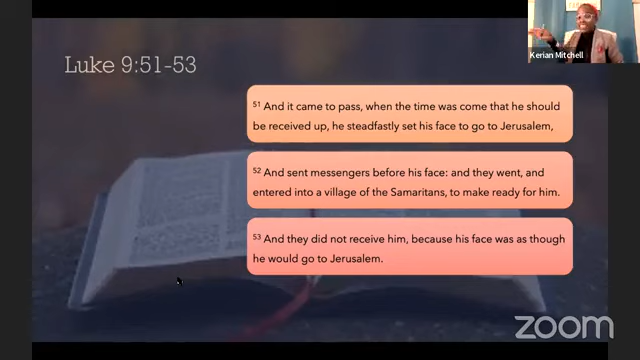 Luke 9:51-53
51 And it came to pass, when the time was come that he should
be received up, he steadfastly set his face to go to Jerusalem,
52 And sent messengers before his face: and they went, and
entered into a village of the Samaritans, to make ready for him.
53 And they did not receive him, because his face was as though
he would go to Jerusalem.
Kerian Mitchell
zoom